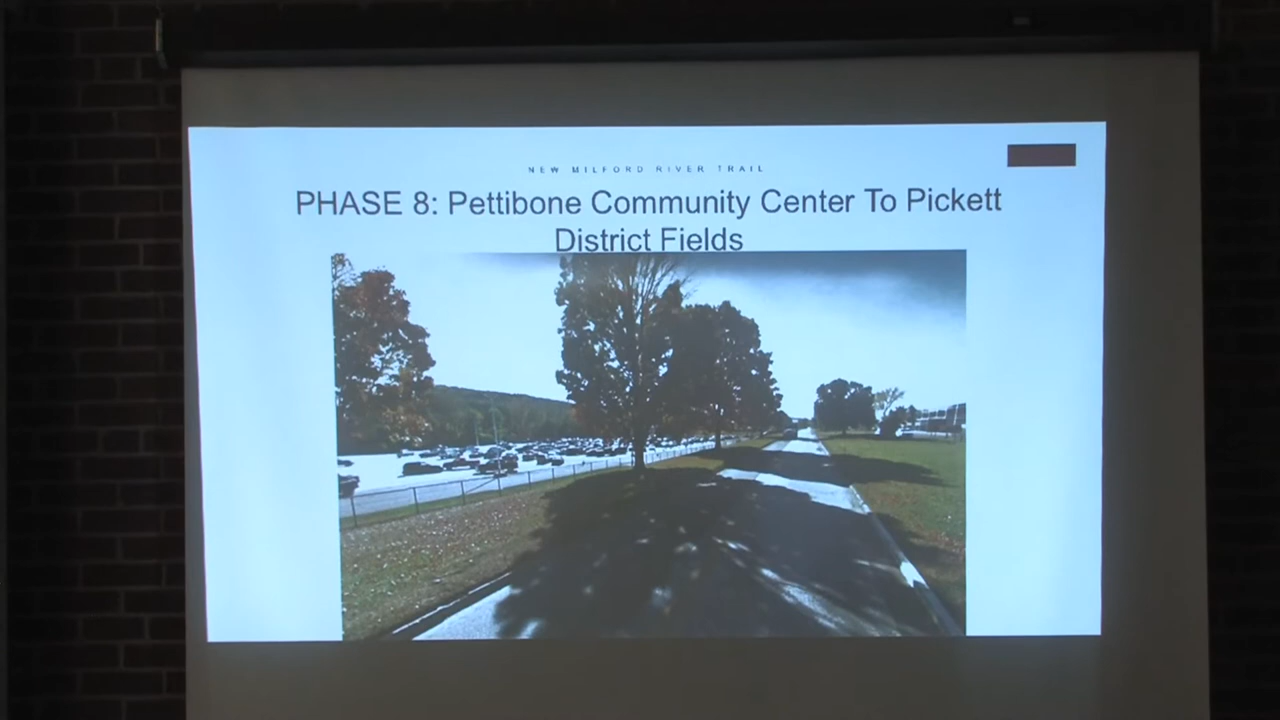 NEW MILFORD RIVER TRAIL
PHASE 8: Pettibone Community Center To Pickett
District Fields